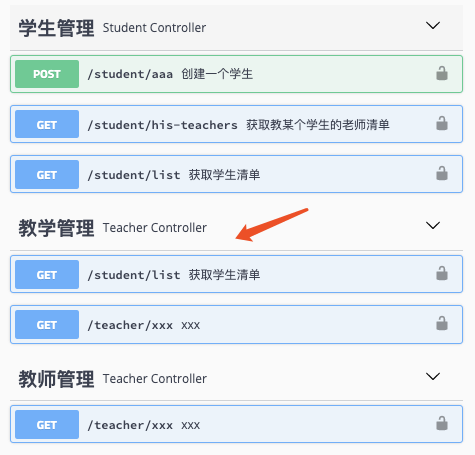 学生管理 Student Controller
POST /student/aaa 创建一个学生
GET /student/his-teachers 获取教某个学生的老师清单
GET /student/list 获取学生清单
教学管理 Teacher Controller
GET /student/list 获取学生清单
GET /teacher/xxx xxx
教师管理 Teacher Controller
GET /teacher/xxx xxx